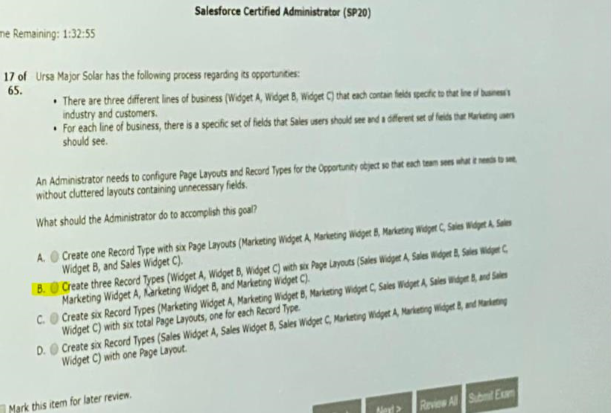 Salesforce Certified Administrator (SP20)
me Remaining: 1:32:55
17 of Ursa Major Solar has the following process regarding its opportunities:
65.
• There are three different lines of business (Widget A, Widget B, Widget C) that each contain fields specific to that line of business's
industry and customers.
• For each line of business, there is a specific set of fields that Sales users should see and a different set of fields that Marketing users
should see.
An Administrator needs to configure Page Layouts and Record Types for the Opportunity object so that each team sees what it needs to see,
without cluttered layouts containing unnecessary fields.
What should the Administrator do to accomplish this goal?
A. Create one Record Type with six Page Layouts (Marketing Widget A, Marketing Widget B, Marketing Widget C, Sales Widget A, Sales
Widget B, and Sales Widget C).
B. Create three Record Types (Widget A, Widget B, Widget C) with six Page Layouts (Sales Widget A, Sales Widget B, Sales Widget C,
Marketing Widget A, Marketing Widget B, and Marketing Widget C).
C. Create six Record Types (Marketing Widget A, Marketing Widget B, Marketing Widget C, Sales Widget A, Sales Widget B, and Sales
Widget C) with six total Page Layouts, one for each Record Type.
D. Create six Record Types (Sales Widget A, Sales Widget B, Sales Widget C, Marketing Widget A, Marketing Widget B, and Marketing
Widget C) with one Page Layout.
Mark this item for later review.
Next > Review All Submit Exam